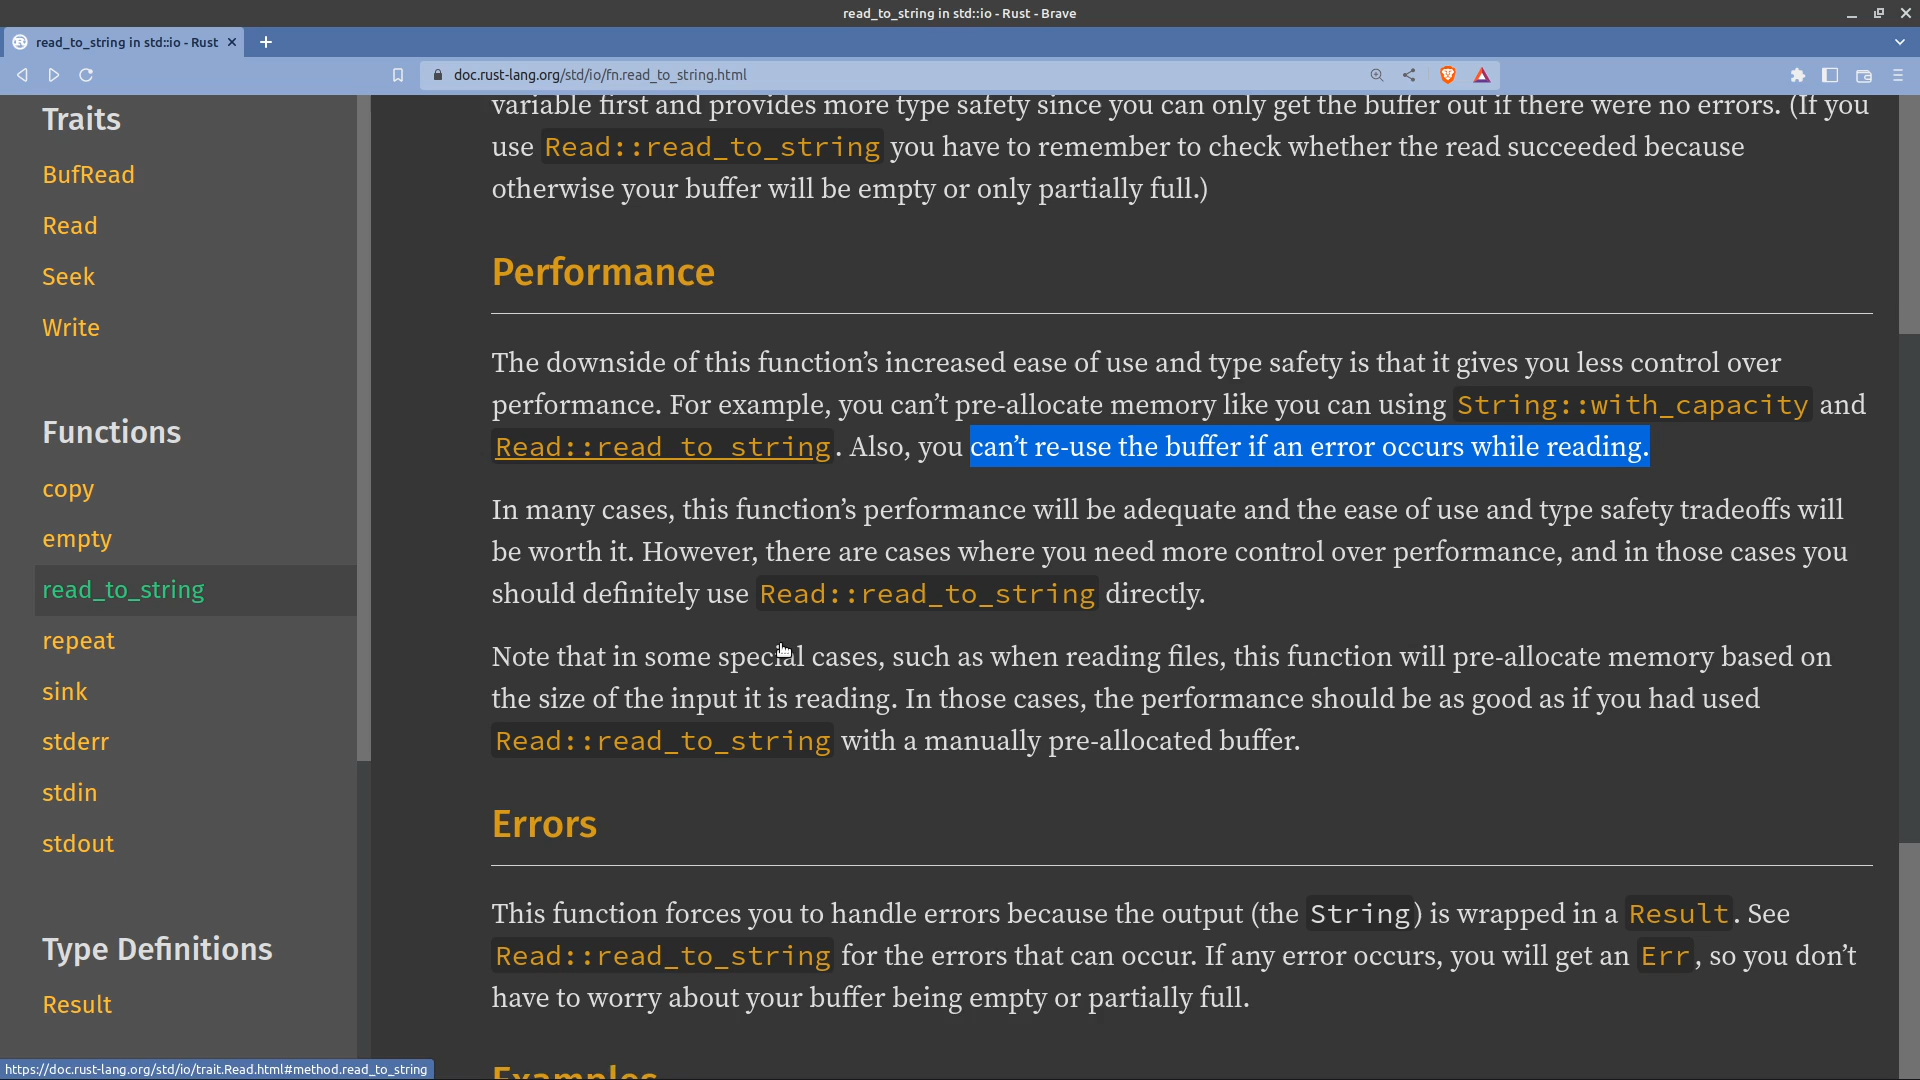 read_to_string in std::io - Rust - Brave
read_to_string in std::io - Rust
doc.rust-lang.org/std/io/fn.read_to_string.html
Traits
BufRead
Read
Seek
Write
Functions
copy
empty
read_to_string
repeat
sink
stderr
stdin
stdout
Type Definitions
Result
variable first and provides more type safety since you can only get the buffer out if there were no errors. (If you
use Read::read_to_string you have to remember to check whether the read succeeded because
otherwise your buffer will be empty or only partially full.)
Performance
The downside of this function’s increased ease of use and type safety is that it gives you less control over
performance. For example, you can’t pre-allocate memory like you can using String::with_capacity and
Read::read_to_string. Also, you can’t re-use the buffer if an error occurs while reading.
In many cases, this function’s performance will be adequate and the ease of use and type safety tradeoffs will
be worth it. However, there are cases where you need more control over performance, and in those cases you
should definitely use Read::read_to_string directly.
Note that in some special cases, such as when reading files, this function will pre-allocate memory based on
the size of the input it is reading. In those cases, the performance should be as good as if you had used
Read::read_to_string with a manually pre-allocated buffer.
Errors
This function forces you to handle errors because the output (the String) is wrapped in a Result. See
Read::read_to_string for the errors that can occur. If any error occurs, you will get an Err, so you don’t
have to worry about your buffer being empty or partially full.
Examples
https://doc.rust-lang.org/std/io/trait.Read.html#method.read_to_string